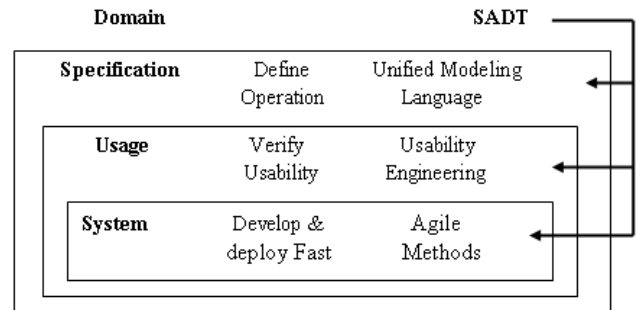 Domain SADT
Specification Define Unified Modeling
Operation Language
Usage Verify Usability
Usability Engineering
System Develop & Agile
deploy Fast Methods